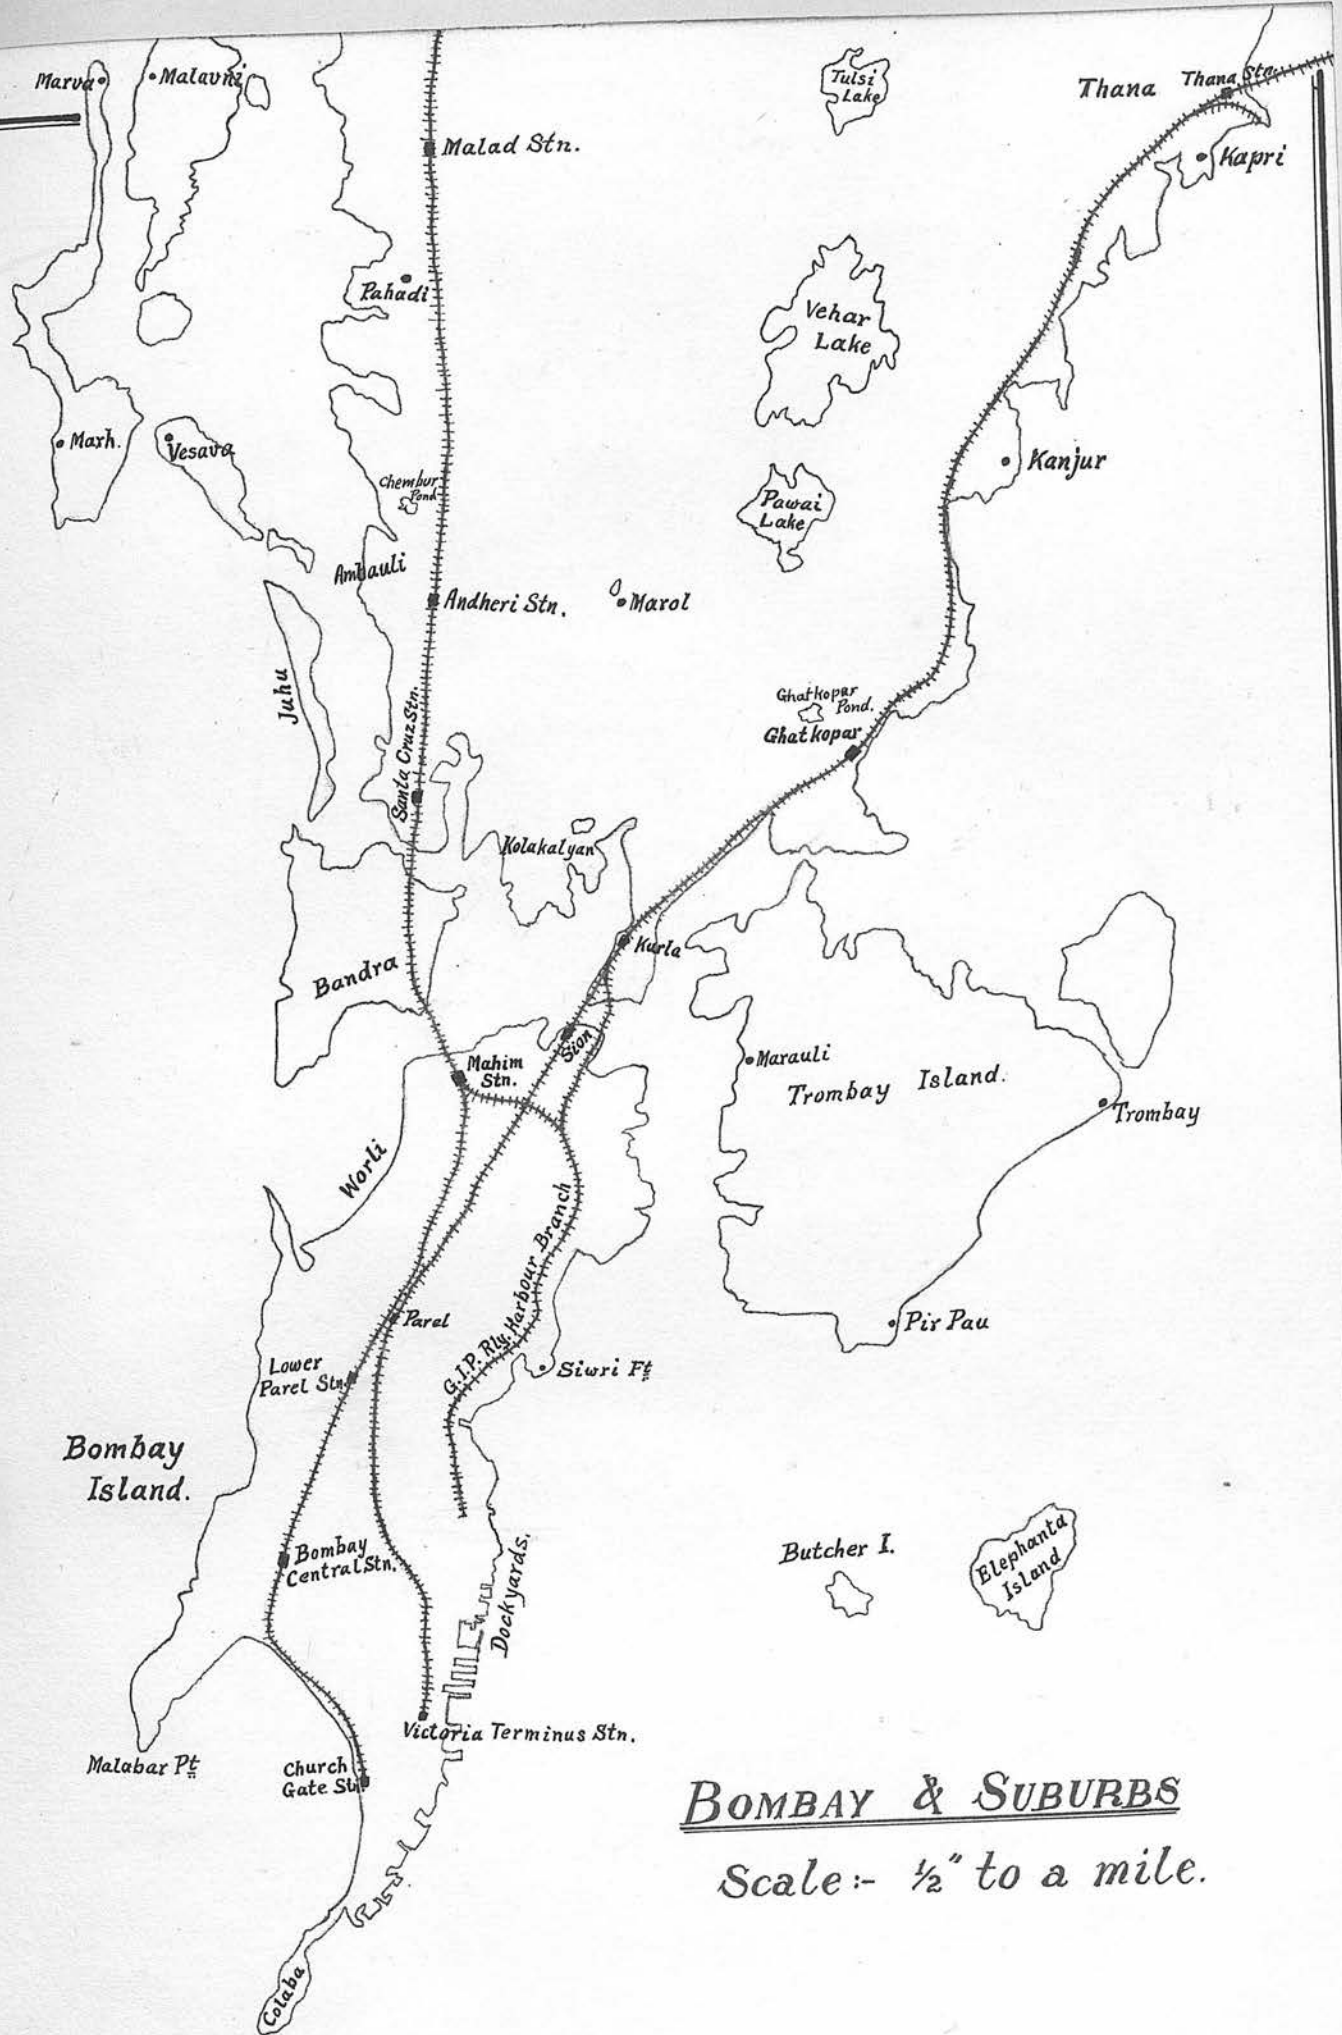 Marva
Malavni
Tulsi
Lake
Thana
Thana Stn.
Malad Stn.
Kapri
Pahadi
Vehar
Lake
Marh.
Vesava
Chembur
Pond
Pawai
Lake
Kanjur
Ambauli
Andheri Stn.
Marol
Juhu
Santa Cruz Stn.
Ghatkopar
Pond.
Ghatkopar
Kolakalyan
Kurla
Bandra
Sion
Mahim
Stn.
Marauli
Trombay Island.
Trombay
Worli
G.I.P. Rly. Harbour Branch
Parel
Pir Pau
Lower
Parel Stn.
Siwri Ft
Bombay
Island.
Bombay
Central Stn.
Dockyards.
Butcher I.
Elephanta
Island
Victoria Terminus Stn.
Malabar Pt
Church
Gate Stn.
BOMBAY & SUBURBS
Scale :- ½" to a mile.
Colaba